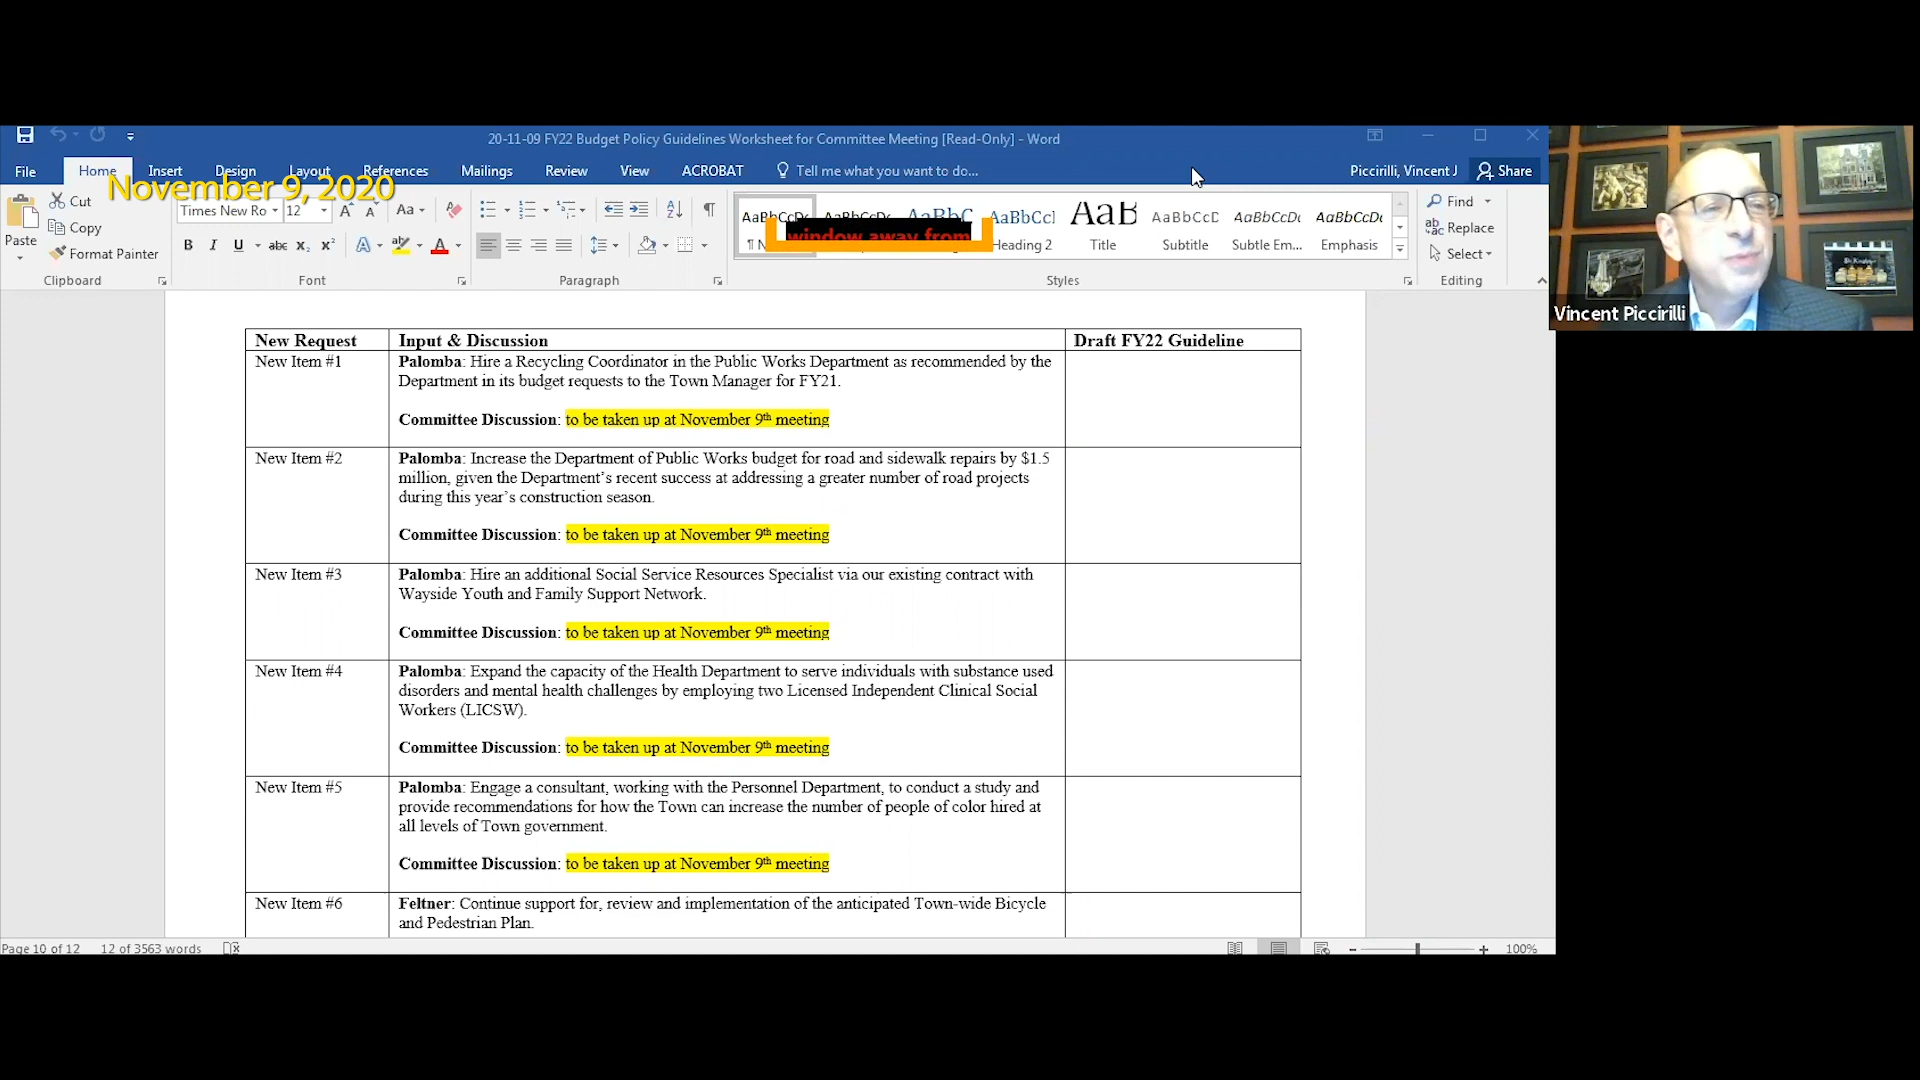 20-11-09 FY22 Budget Policy Guidelines Worksheet for Committee Meeting [Read-Only] - Word
File Home Insert Design Layout References Mailings Review View ACROBAT Tell me what you want to do... Piccirilli, Vincent J Share
November 9, 2020
Cut
Copy
Format Painter
Paste
Clipboard
Times New Ro 12
Font
Paragraph
AaBbCcDc AaBbCcDc AaBbC AaBbCcI AaB AaBbCcD AaBbCcDc AaBbCcDc
window away from
Heading 2 Title Subtitle Subtle Em... Emphasis
Styles
Find
Replace
Select
Editing
Vincent Piccirilli
New Request Input & Discussion Draft FY22 Guideline
New Item #1 Palomba: Hire a Recycling Coordinator in the Public Works Department as recommended by the
Department in its budget requests to the Town Manager for FY21.
Committee Discussion: to be taken up at November 9th meeting
New Item #2 Palomba: Increase the Department of Public Works budget for road and sidewalk repairs by $1.5
million, given the Department's recent success at addressing a greater number of road projects
during this year's construction season.
Committee Discussion: to be taken up at November 9th meeting
New Item #3 Palomba: Hire an additional Social Service Resources Specialist via our existing contract with
Wayside Youth and Family Support Network.
Committee Discussion: to be taken up at November 9th meeting
New Item #4 Palomba: Expand the capacity of the Health Department to serve individuals with substance used
disorders and mental health challenges by employing two Licensed Independent Clinical Social
Workers (LICSW).
Committee Discussion: to be taken up at November 9th meeting
New Item #5 Palomba: Engage a consultant, working with the Personnel Department, to conduct a study and
provide recommendations for how the Town can increase the number of people of color hired at
all levels of Town government.
Committee Discussion: to be taken up at November 9th meeting
New Item #6 Feltner: Continue support for, review and implementation of the anticipated Town-wide Bicycle
and Pedestrian Plan.
Page 10 of 12 12 of 3563 words 100%